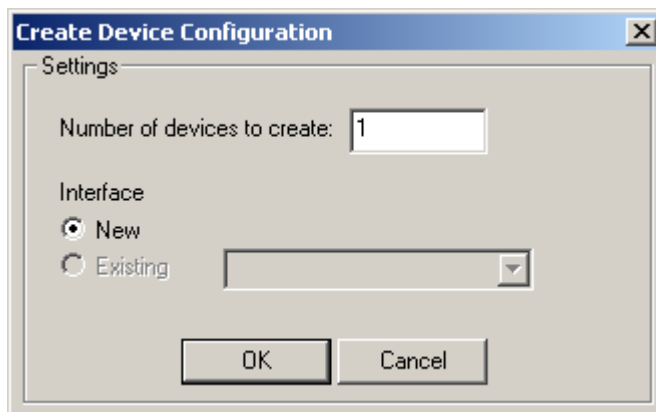 Create Device Configuration
Settings
Number of devices to create: 1
Interface
New
Existing
OK Cancel